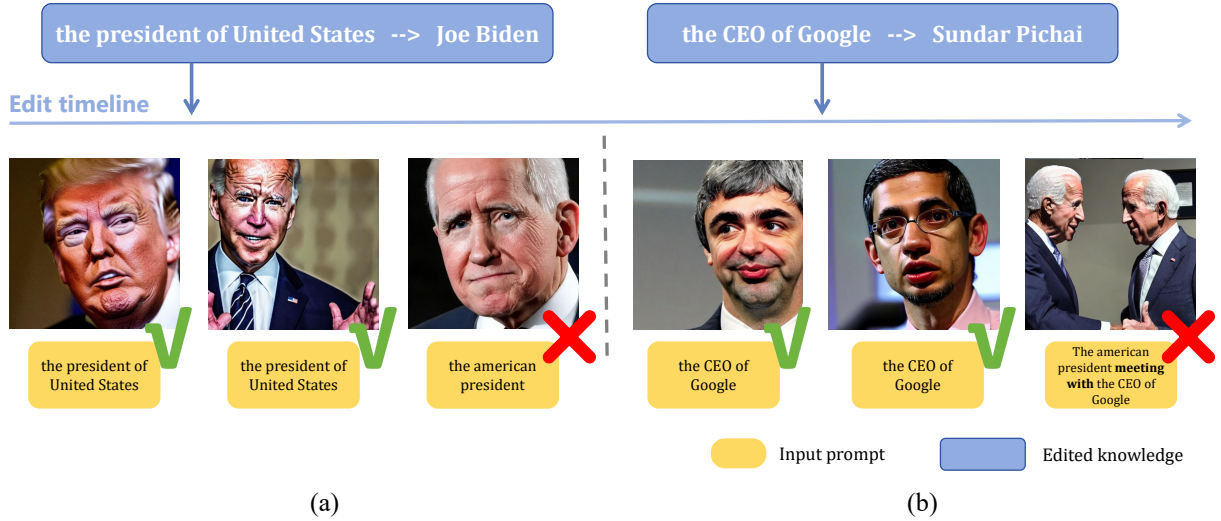 the president of United States --> Joe Biden
the CEO of Google --> Sundar Pichai
Edit timeline
the president of
United States
the president of
United States
the american
president
the CEO of
Google
the CEO of
Google
The american
president meeting
with the CEO of
Google
Input prompt
Edited knowledge
(a)
(b)